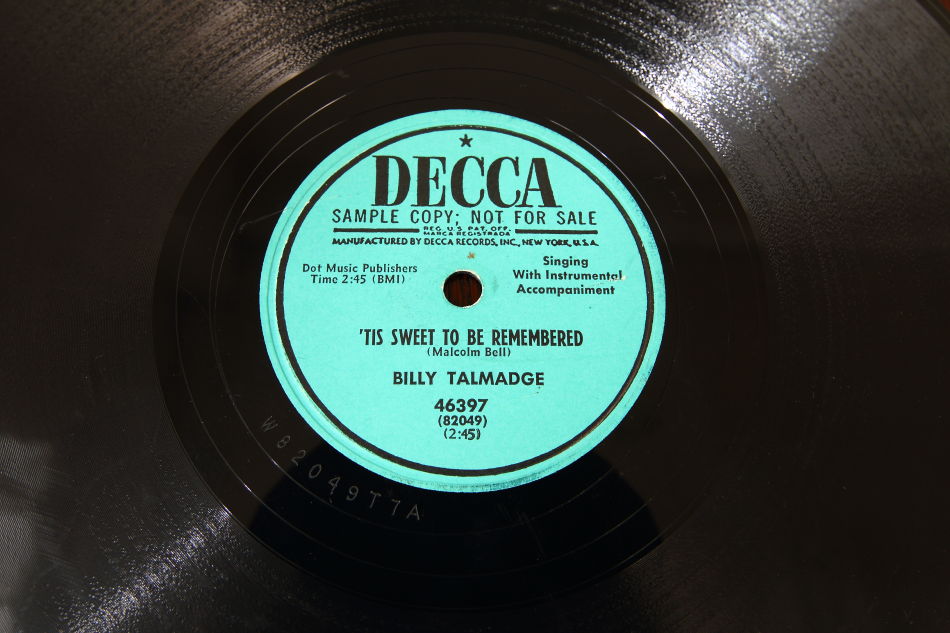 DECCA
SAMPLE COPY; NOT FOR SALE
REG. U.S. PAT. OFF.
MARCA REGISTRADA
MANUFACTURED BY DECCA RECORDS, INC., NEW YORK, U.S.A.
Dot Music Publishers
Time 2:45 (BMI)
Singing
With Instrumental
Accompaniment
'TIS SWEET TO BE REMEMBERED
(Malcolm Bell)
BILLY TALMADGE
46397
(82049)
(2:45)
W82049T7A